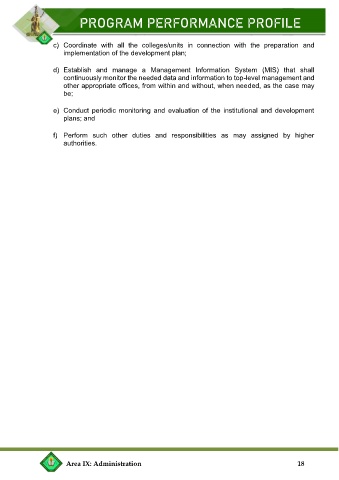 PROGRAM PERFORMANCE PROFILE
c) Coordinate with all the colleges/units in connection with the preparation and
implementation of the development plan;
d) Establish and manage a Management Information System (MIS) that shall
continuously monitor the needed data and information to top-level management and
other appropriate offices, from within and without, when needed, as the case may
be;
e) Conduct periodic monitoring and evaluation of the institutional and development
plans; and
f) Perform such other duties and responsibilities as may assigned by higher
authorities.
Area IX: Administration 18